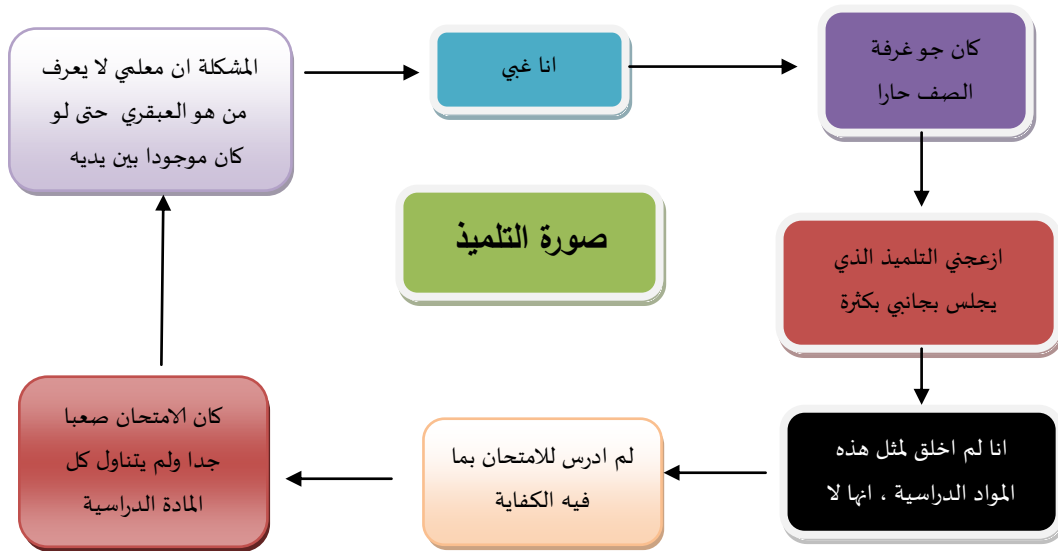 المشكلة ان معلمي لا يعرف
من هو العبقري حتى لو
كان موجودا بين يديه
انا غبي
كان جو غرفة
الصف حارا
ازعجني التلميذ الذي
يجلس بجانبي بكثرة
انا لم اخلق لمثل هذه
المواد الدراسية ، انها لا
لم ادرس للامتحان بما
فيه الكفاية
كان الامتحان صعبا
جدا ولم يتناول كل
المادة الدراسية
صورة التلميذ